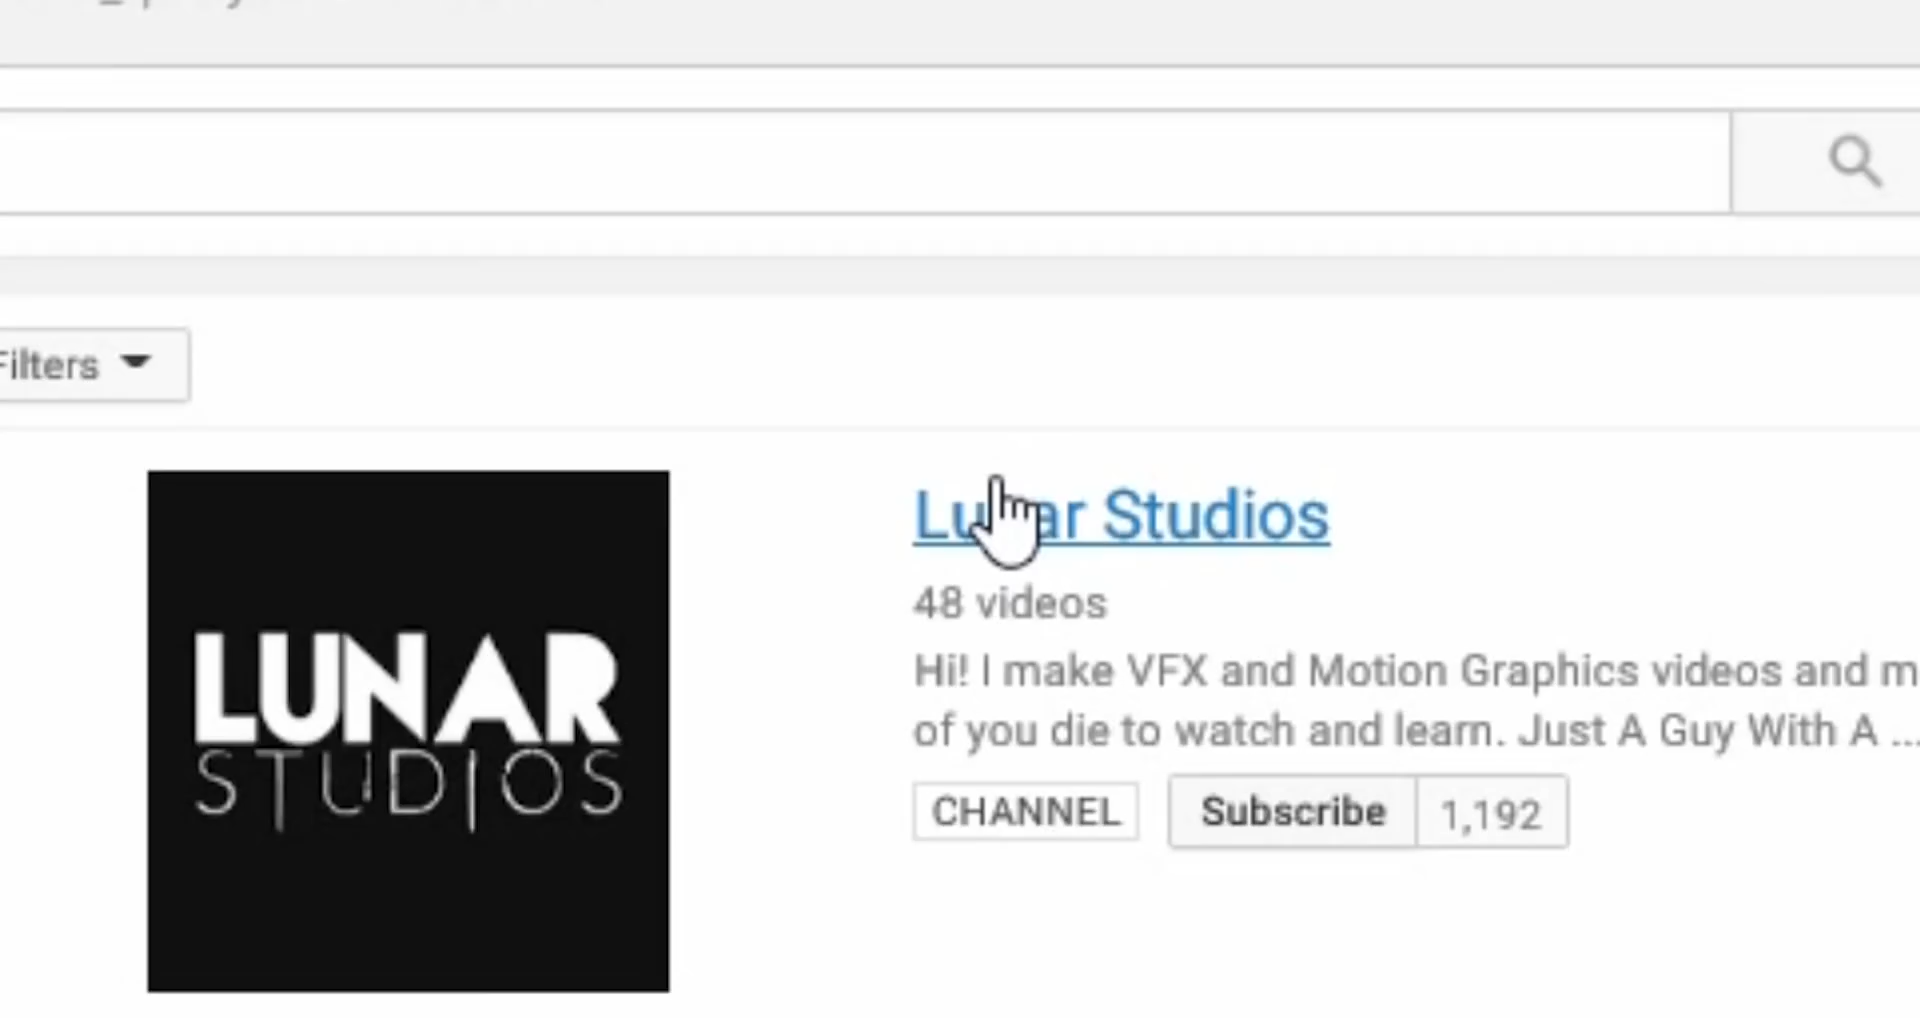 Filters
LUNAR
STUDIOS
Lunar Studios
48 videos
Hi! I make VFX and Motion Graphics videos and
of you die to watch and learn. Just A Guy With A ...
CHANNEL
Subscribe 1,192